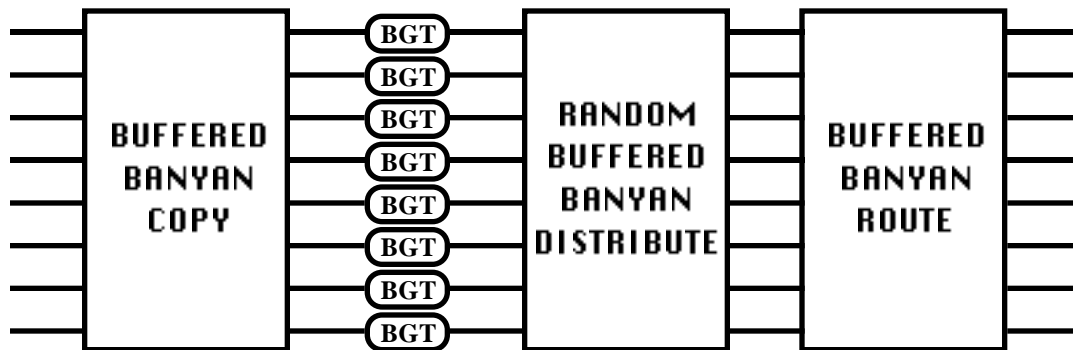 BUFFERED
BANYAN
COPY
BGT
BGT
BGT
BGT
BGT
BGT
BGT
BGT
RANDOM
BUFFERED
BANYAN
DISTRIBUTE
BUFFERED
BANYAN
ROUTE